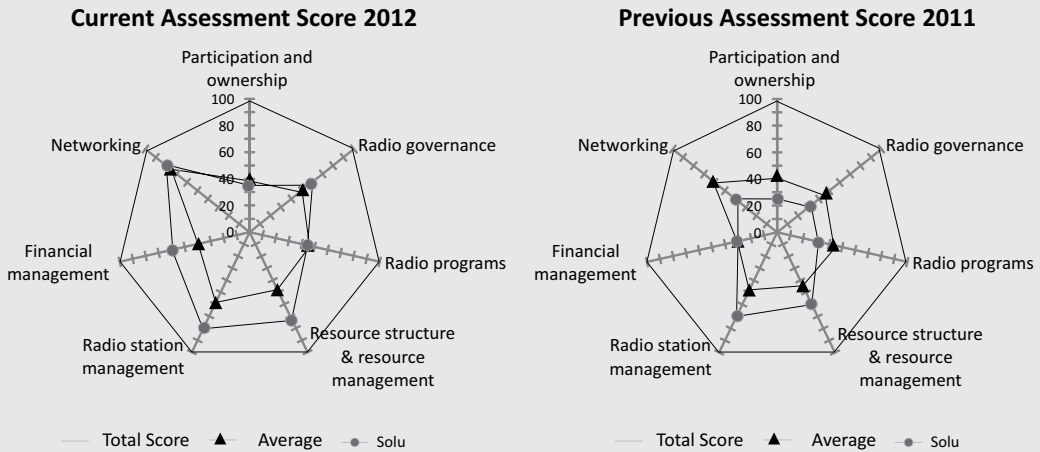 Current Assessment Score 2012
Participation and
ownership
100
80
60
40
20
0
Networking
Radio governance
Financial
management
Radio programs
Radio station
management
Resource structure
& resource
management
Total Score
Average
Solu
Previous Assessment Score 2011
Participation and
ownership
100
80
60
40
20
0
Networking
Radio governance
Financial
management
Radio programs
Radio station
management
Resource structure
& resource
management
Total Score
Average
Solu